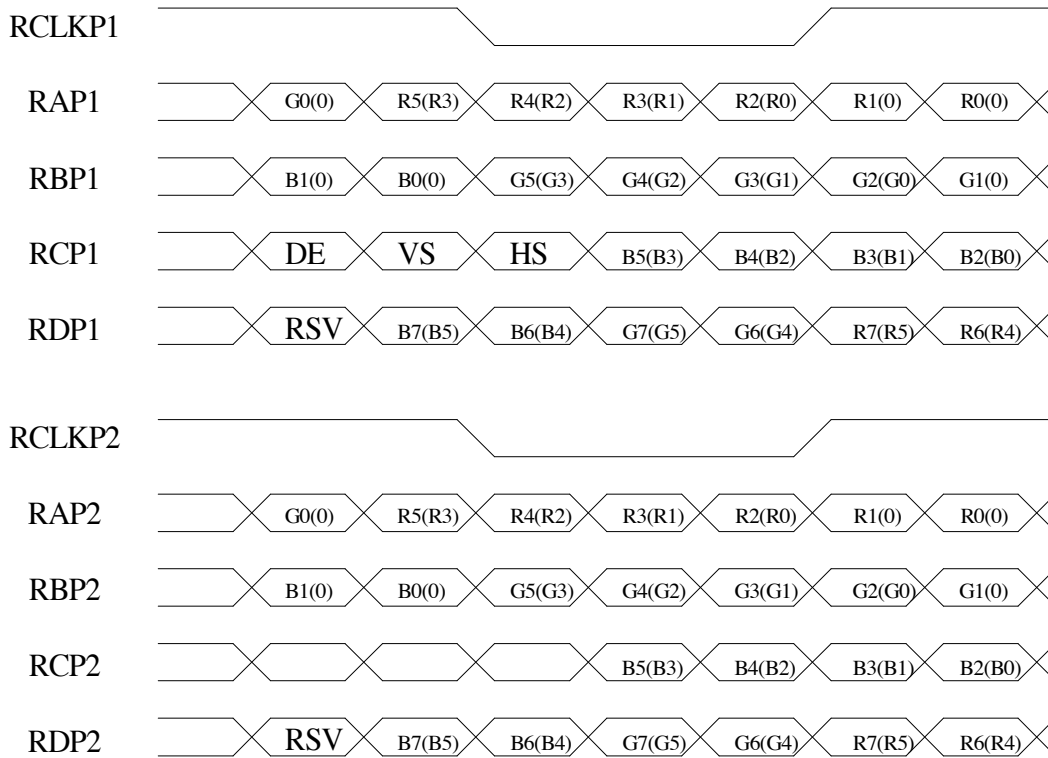 RCLKP1
RAP1 G0(0) R5(R3) R4(R2) R3(R1) R2(R0) R1(0) R0(0)
RBP1 B1(0) B0(0) G5(G3) G4(G2) G3(G1) G2(G0) G1(0)
RCP1 DE VS HS B5(B3) B4(B2) B3(B1) B2(B0)
RDP1 RSV B7(B5) B6(B4) G7(G5) G6(G4) R7(R5) R6(R4)
RCLKP2
RAP2 G0(0) R5(R3) R4(R2) R3(R1) R2(R0) R1(0) R0(0)
RBP2 B1(0) B0(0) G5(G3) G4(G2) G3(G1) G2(G0) G1(0)
RCP2 B5(B3) B4(B2) B3(B1) B2(B0)
RDP2 RSV B7(B5) B6(B4) G7(G5) G6(G4) R7(R5) R6(R4)